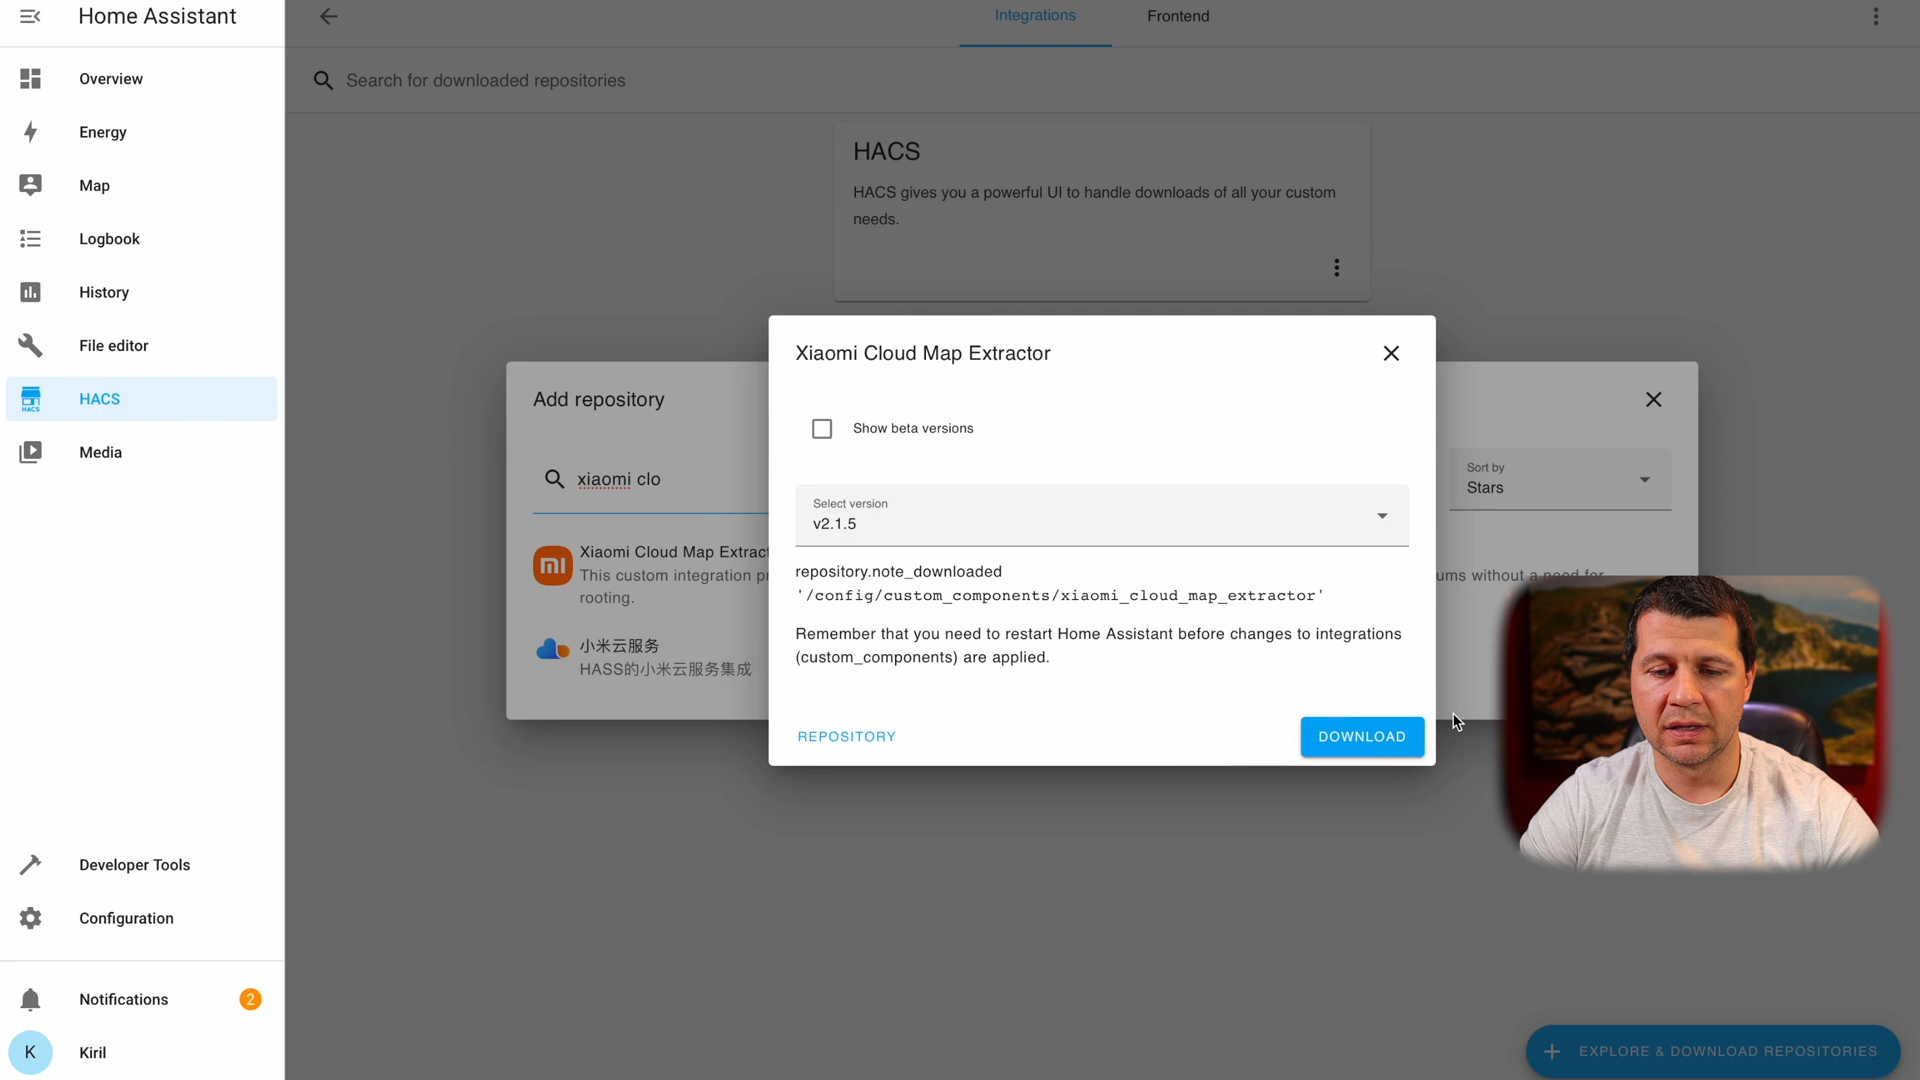 Home Assistant
Integrations
Frontend
Overview
Search for downloaded repositories
Energy
HACS
HACS gives you a powerful UI to handle downloads of all your custom
needs.
Map
Logbook
History
File editor
HACS
HACS
Media
Add repository
xiaomi clo
Sort by
Stars
Xiaomi Cloud Map Extract
This custom integration p
ums without a need for
rooting.
小米云服务
HASS的小米云服务集成
Xiaomi Cloud Map Extractor
Show beta versions
Select version
v2.1.5
repository.note_downloaded
'/config/custom_components/xiaomi_cloud_map_extractor'
Remember that you need to restart Home Assistant before changes to integrations
(custom_components) are applied.
REPOSITORY
DOWNLOAD
Developer Tools
Configuration
Notifications
2
K
Kiril
EXPLORE & DOWNLOAD REPOSITORIES